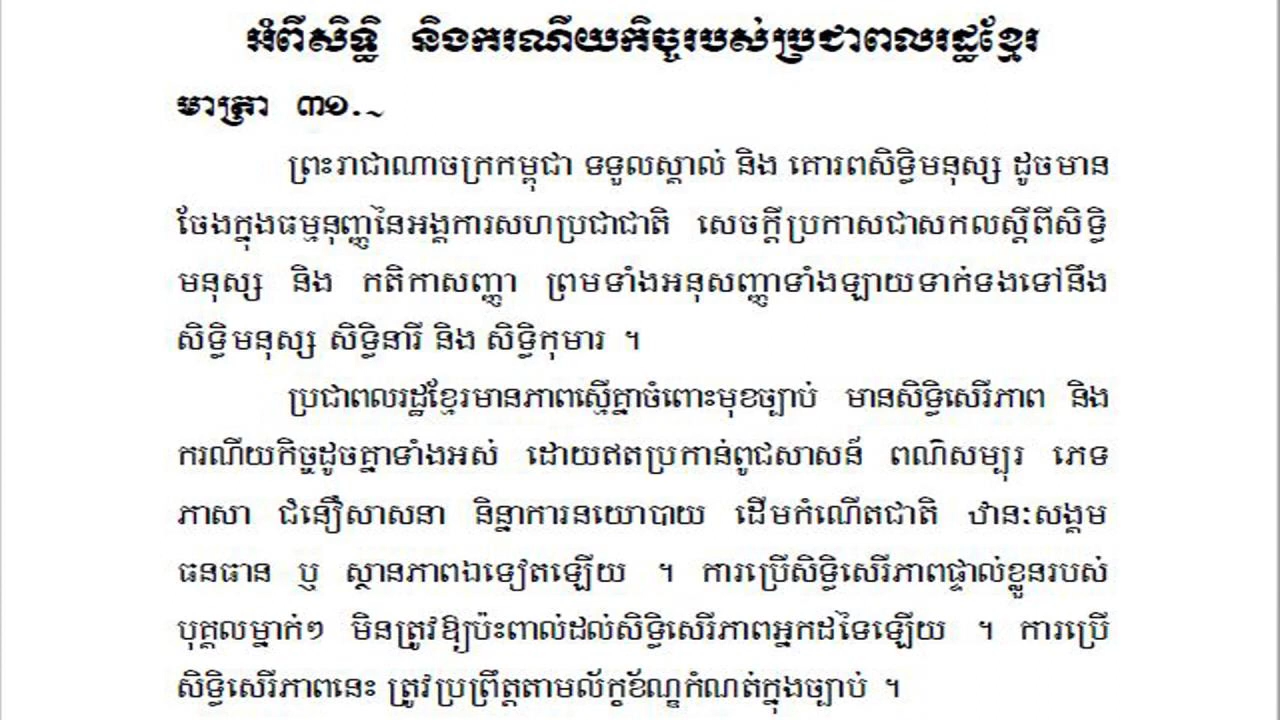 អំពីសិទ្ធិ និងករណីយកិច្ចរបស់ប្រជាពលរដ្ឋខ្មែរ
មាត្រា ៣១.~
ព្រះរាជាណាចក្រកម្ពុជា ទទួលស្គាល់ និង គោរពសិទ្ធិមនុស្ស ដូចមាន
ចែងក្នុងធម្មនុញ្ញនៃអង្គការសហប្រជាជាតិ សេចក្តីប្រកាសជាសកលស្តីពីសិទ្ធិ
មនុស្ស និង កតិកាសញ្ញា ព្រមទាំងអនុសញ្ញាទាំងឡាយទាក់ទងទៅនឹង
សិទ្ធិមនុស្ស សិទ្ធិនារី និង សិទ្ធិកុមារ ។
ប្រជាពលរដ្ឋខ្មែរមានភាពស្មើគ្នាចំពោះមុខច្បាប់ មានសិទ្ធិសេរីភាព និង
ករណីយកិច្ចដូចគ្នាទាំងអស់ ដោយឥតប្រកាន់ពូជសាសន៍ ពណ៌សម្បុរ ភេទ
ភាសា ជំនឿសាសនា និន្នាការនយោបាយ ដើមកំណើតជាតិ ឋានៈសង្គម
ធនធាន ឬ ស្ថានភាពឯទៀតឡើយ ។ ការប្រើសិទ្ធិសេរីភាពផ្ទាល់ខ្លួនរបស់
បុគ្គលម្នាក់ៗ មិនត្រូវឱ្យប៉ះពាល់ដល់សិទ្ធិសេរីភាពអ្នកដទៃឡើយ ។ ការប្រើ
សិទ្ធិសេរីភាពនេះ ត្រូវប្រព្រឹត្តតាមល័ក្ខខ័ណ្ឌកំណត់ក្នុងច្បាប់ ។